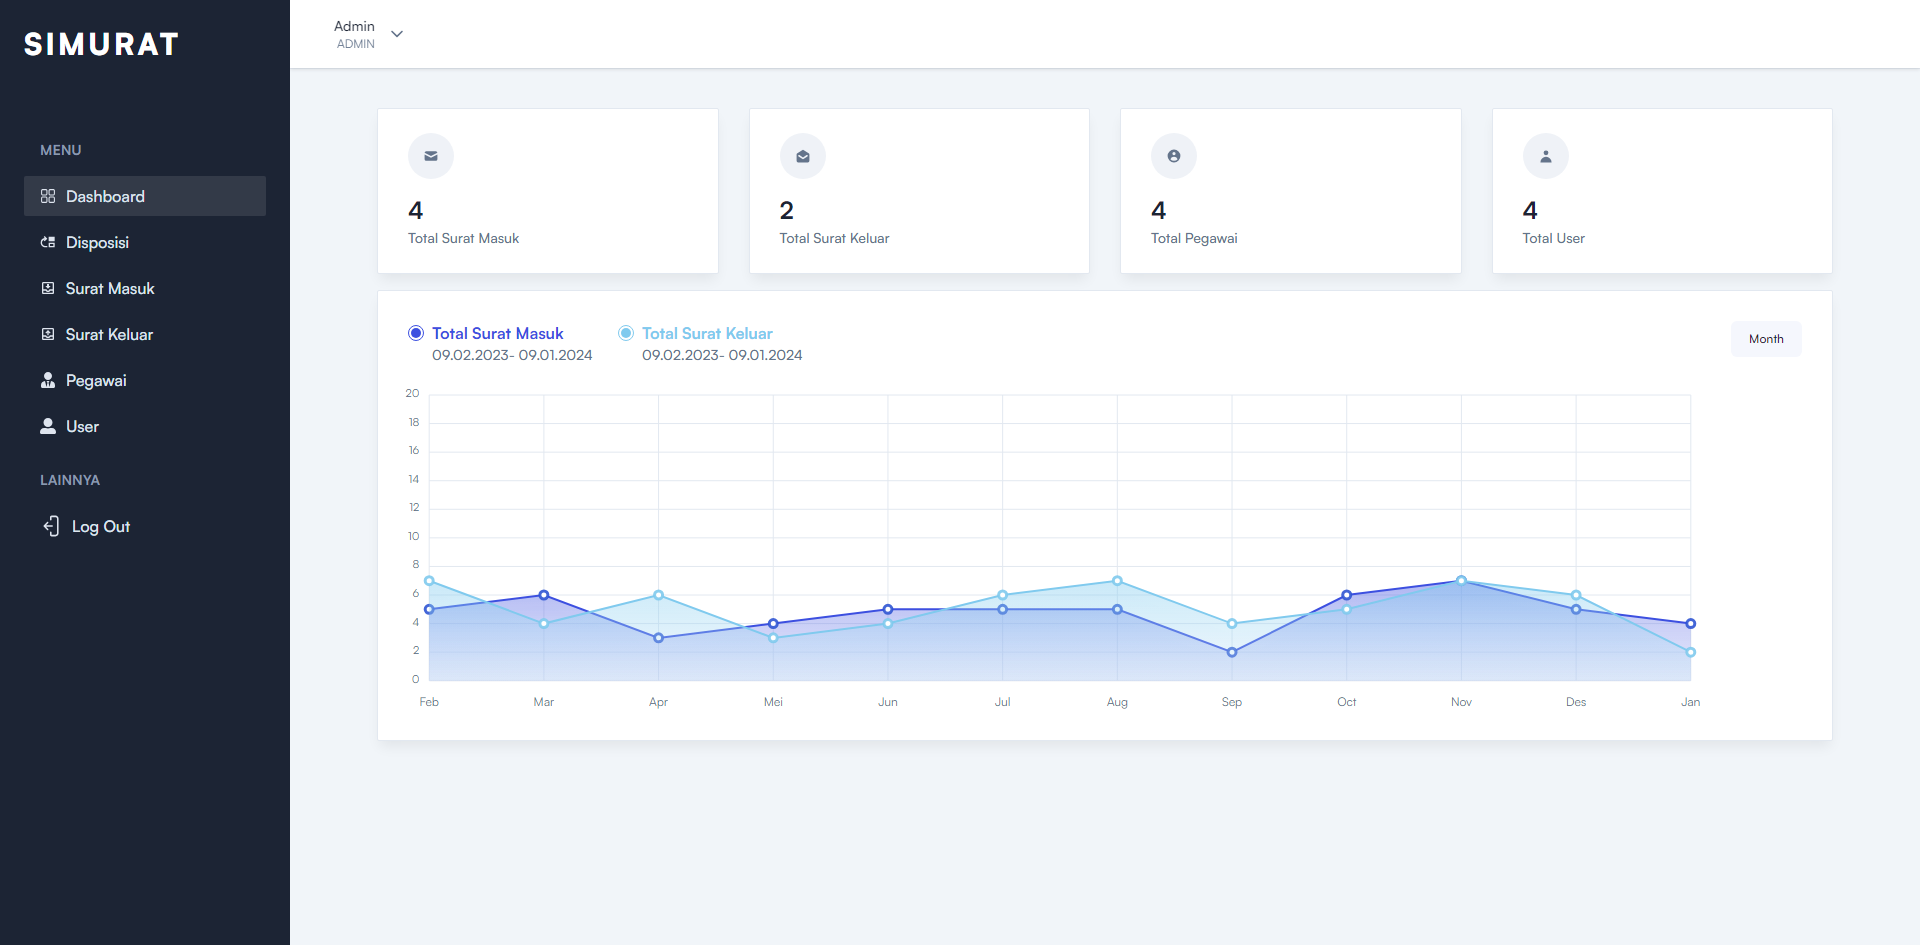 SIMURAT
MENU
Dashboard
Disposisi
Surat Masuk
Surat Keluar
Pegawai
User
LAINNYA
Log Out
Admin
ADMIN
4
Total Surat Masuk
2
Total Surat Keluar
4
Total Pegawai
4
Total User
Total Surat Masuk
09.02.2023- 09.01.2024
Total Surat Keluar
09.02.2023- 09.01.2024
Month
20
18
16
14
12
10
8
6
4
2
0
Feb Mar Apr Mei Jun Jul Aug Sep Oct Nov Des Jan